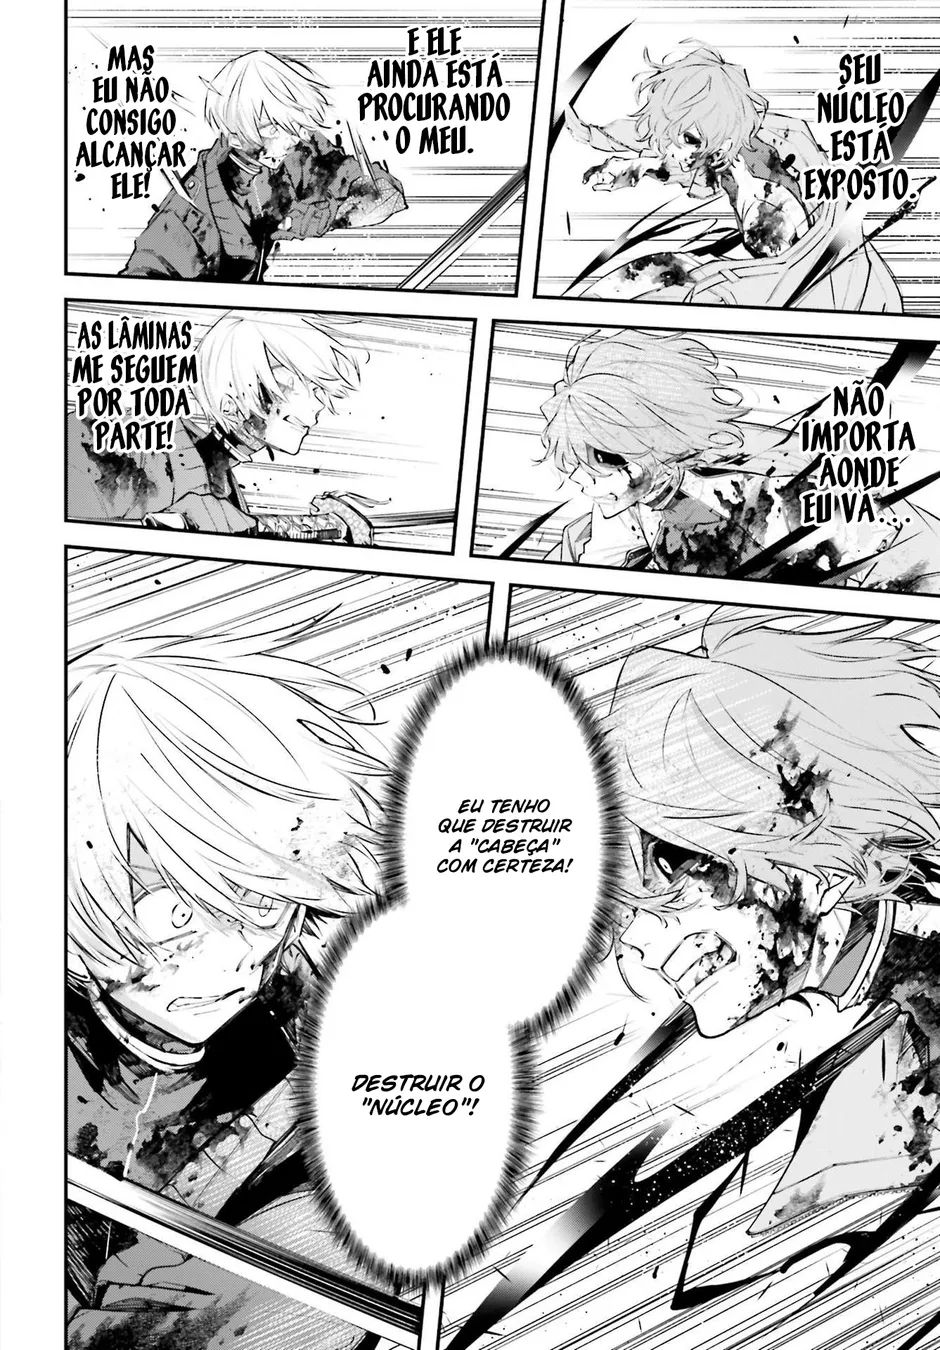 SEU
NÚCLEO
ESTÁ
EXPOSTO.
E ELE
AINDA ESTÁ
PROCURANDO
O MEU.
MAS
EU NÃO
CONSIGO
ALCANÇAR
ELE!
NÃO
IMPORTA
AONDE
EU VÁ...
AS LÂMINAS
ME SEGUEM
POR TODA
PARTE!
EU TENHO
QUE DESTRUIR
A "CABEÇA"
COM CERTEZA!
DESTRUIR O
"NÚCLEO"!